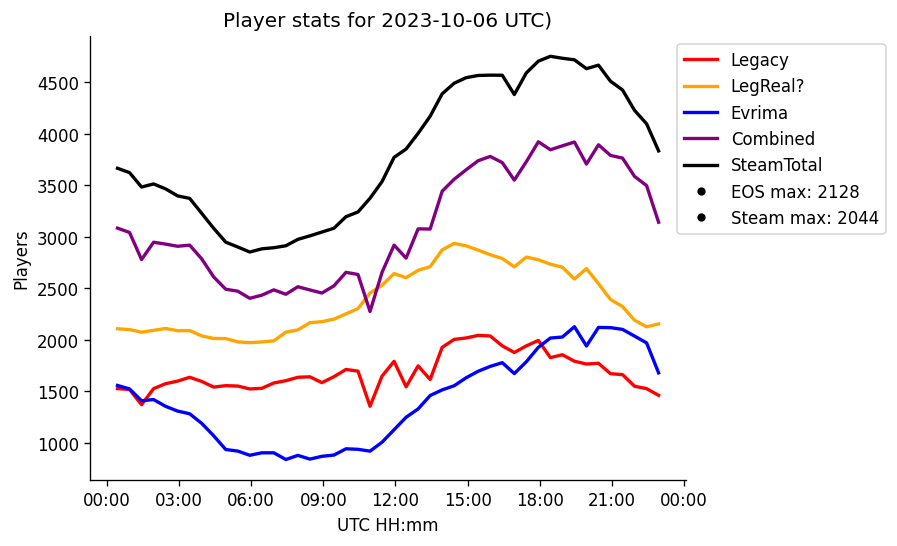 Player stats for 2023-10-06 UTC)
Legacy
LegReal?
Evrima
Combined
SteamTotal
EOS max: 2128
Steam max: 2044
Players
4500
4000
3500
3000
2500
2000
1500
1000
00:00 03:00 06:00 09:00 12:00 15:00 18:00 21:00 00:00
UTC HH:mm